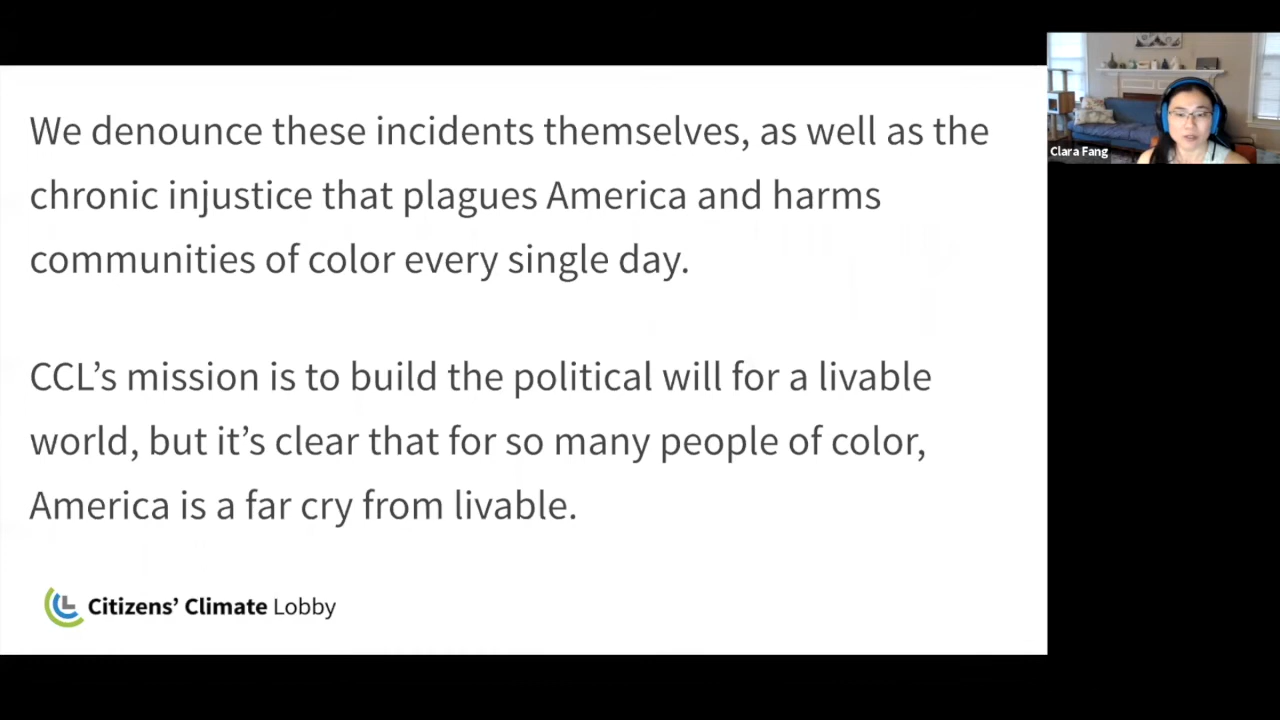 We denounce these incidents themselves, as well as the
chronic injustice that plagues America and harms
communities of color every single day.
CCL’s mission is to build the political will for a livable
world, but it’s clear that for so many people of color,
America is a far cry from livable.
Citizens’ Climate Lobby
Clara Fang